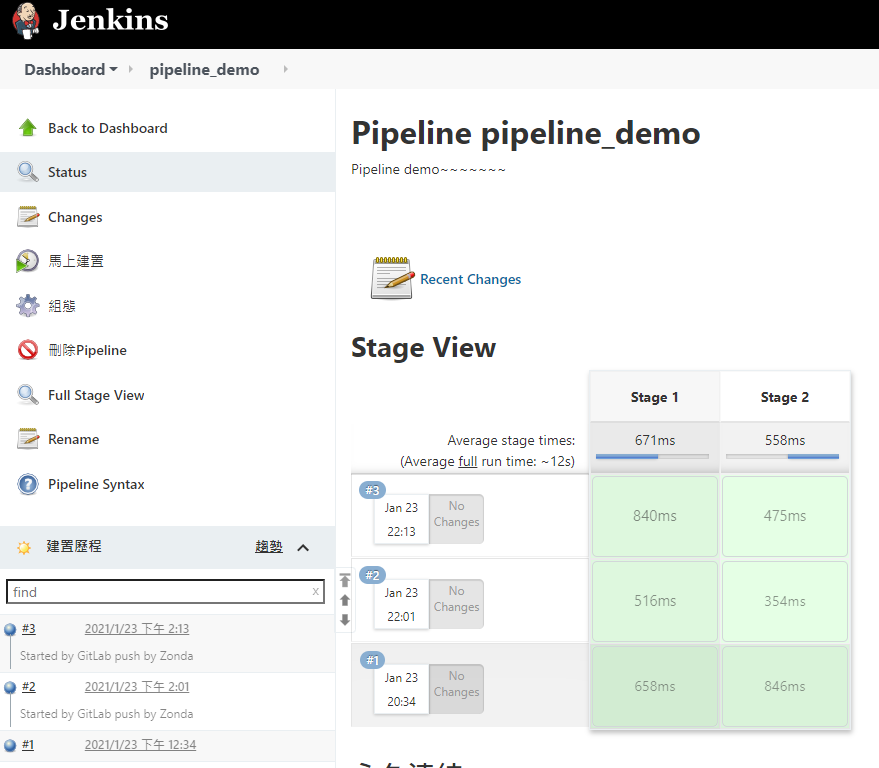 Jenkins
Dashboard
pipeline_demo
Back to Dashboard
Status
Changes
馬上建置
組態
刪除Pipeline
Full Stage View
Rename
Pipeline Syntax
建置歷程
趨勢
find
x
#3
2021/1/23 下午 2:13
Started by GitLab push by Zonda
#2
2021/1/23 下午 2:01
Started by GitLab push by Zonda
#1
2021/1/23 下午 12:34
Pipeline pipeline_demo
Pipeline demo~~~~~~~
Recent Changes
Stage View
Stage 1
Stage 2
Average stage times:
(Average full run time: ~12s)
671ms
558ms
#3
Jan 23
22:13
No
Changes
840ms
475ms
#2
Jan 23
22:01
No
Changes
516ms
354ms
#1
Jan 23
20:34
No
Changes
658ms
846ms